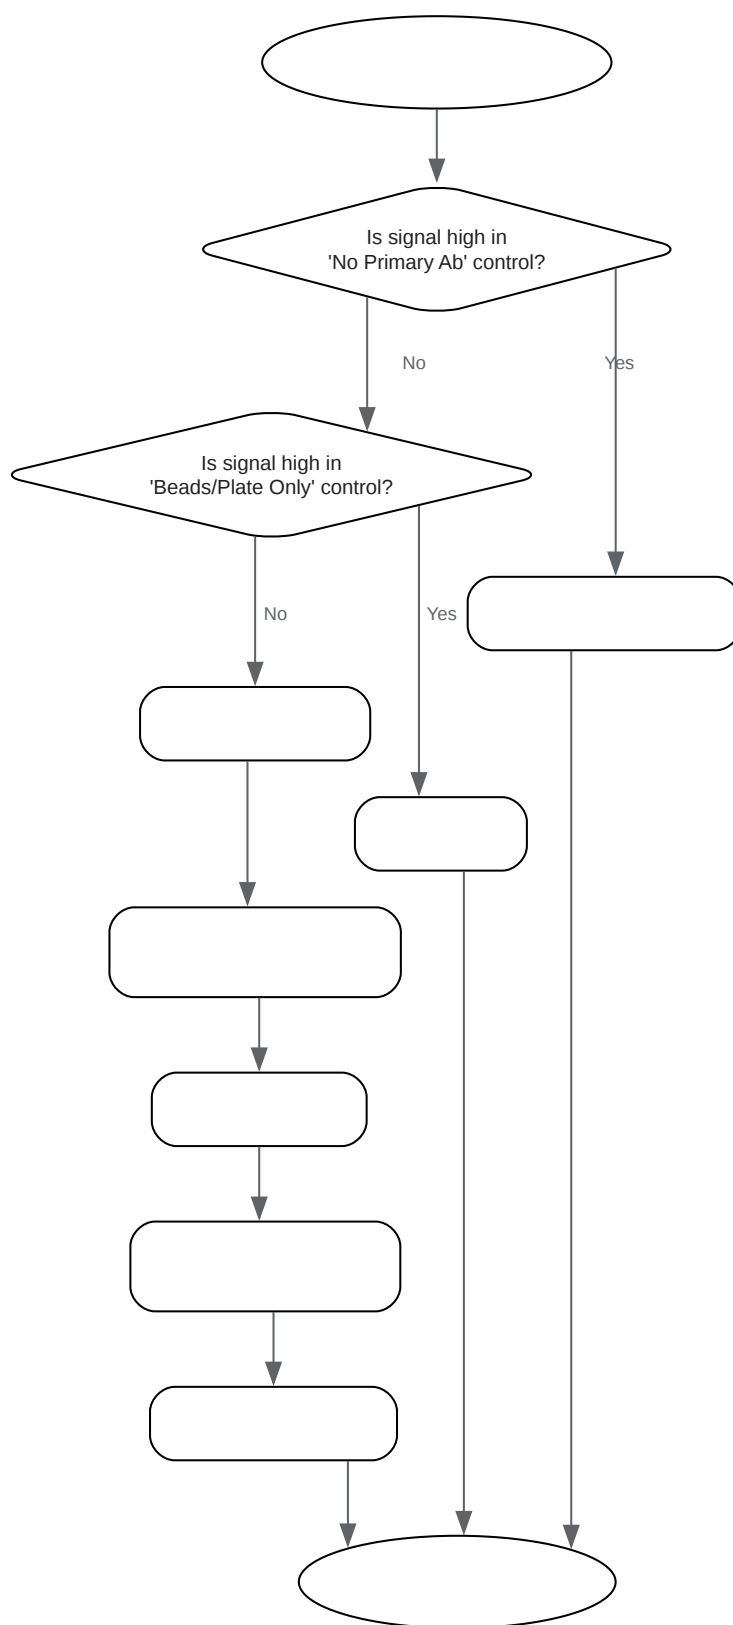 Is signal high in
'No Primary Ab' control?
No
Yes
Is signal high in
'Beads/Plate Only' control?
No
Yes